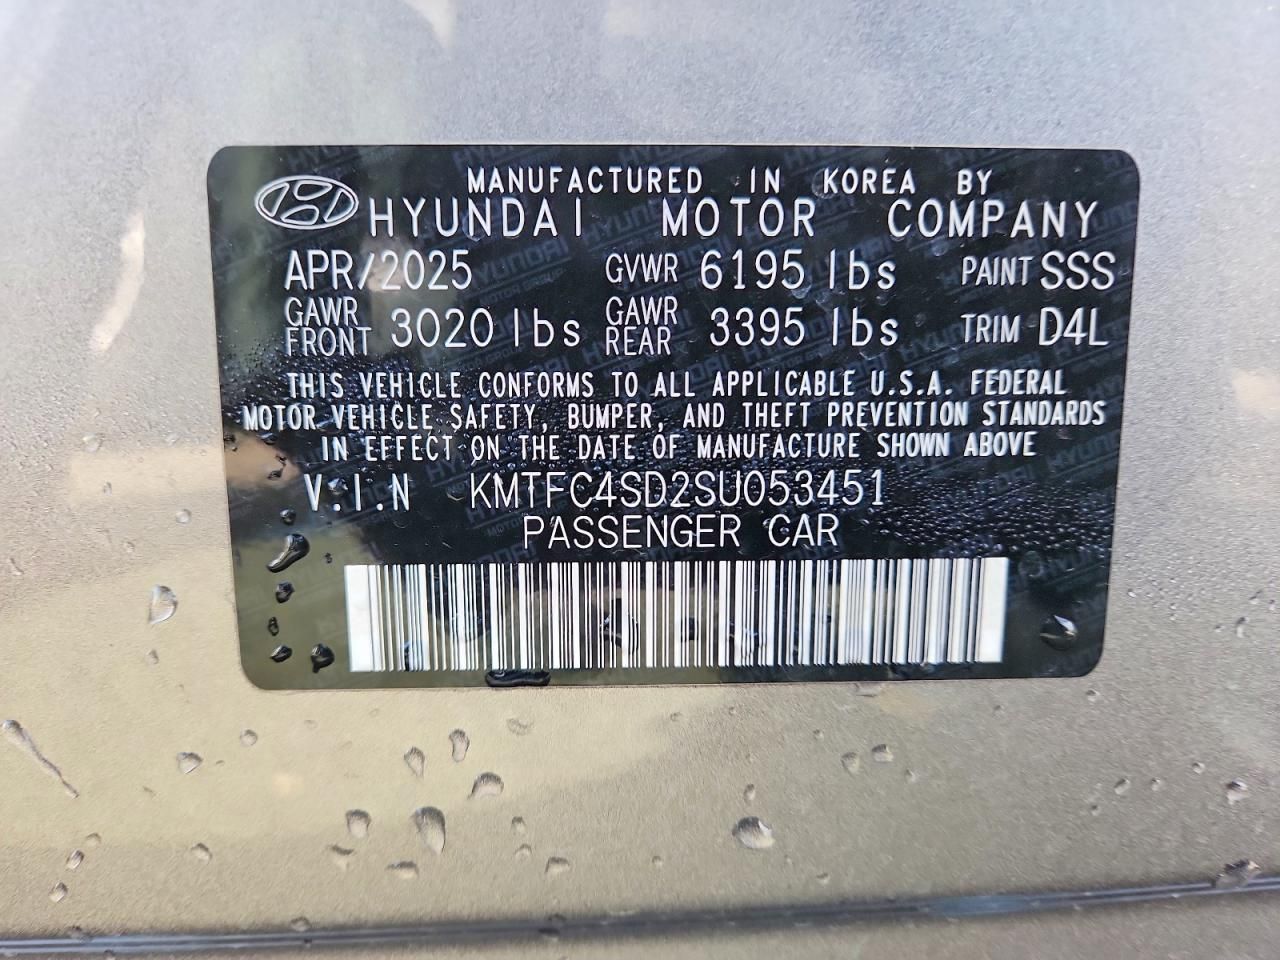 MANUFACTURED IN KOREA BY
HYUNDAI MOTOR COMPANY
APR/2025 GVWR 6195 lbs PAINT SSS
GAWR FRONT 3020 lbs GAWR REAR 3395 lbs TRIM D4L
THIS VEHICLE CONFORMS TO ALL APPLICABLE U.S.A. FEDERAL
MOTOR VEHICLE SAFETY, BUMPER, AND THEFT PREVENTION STANDARDS
IN EFFECT ON THE DATE OF MANUFACTURE SHOWN ABOVE
V.I.N KMTFC4SD2SU053451
PASSENGER CAR